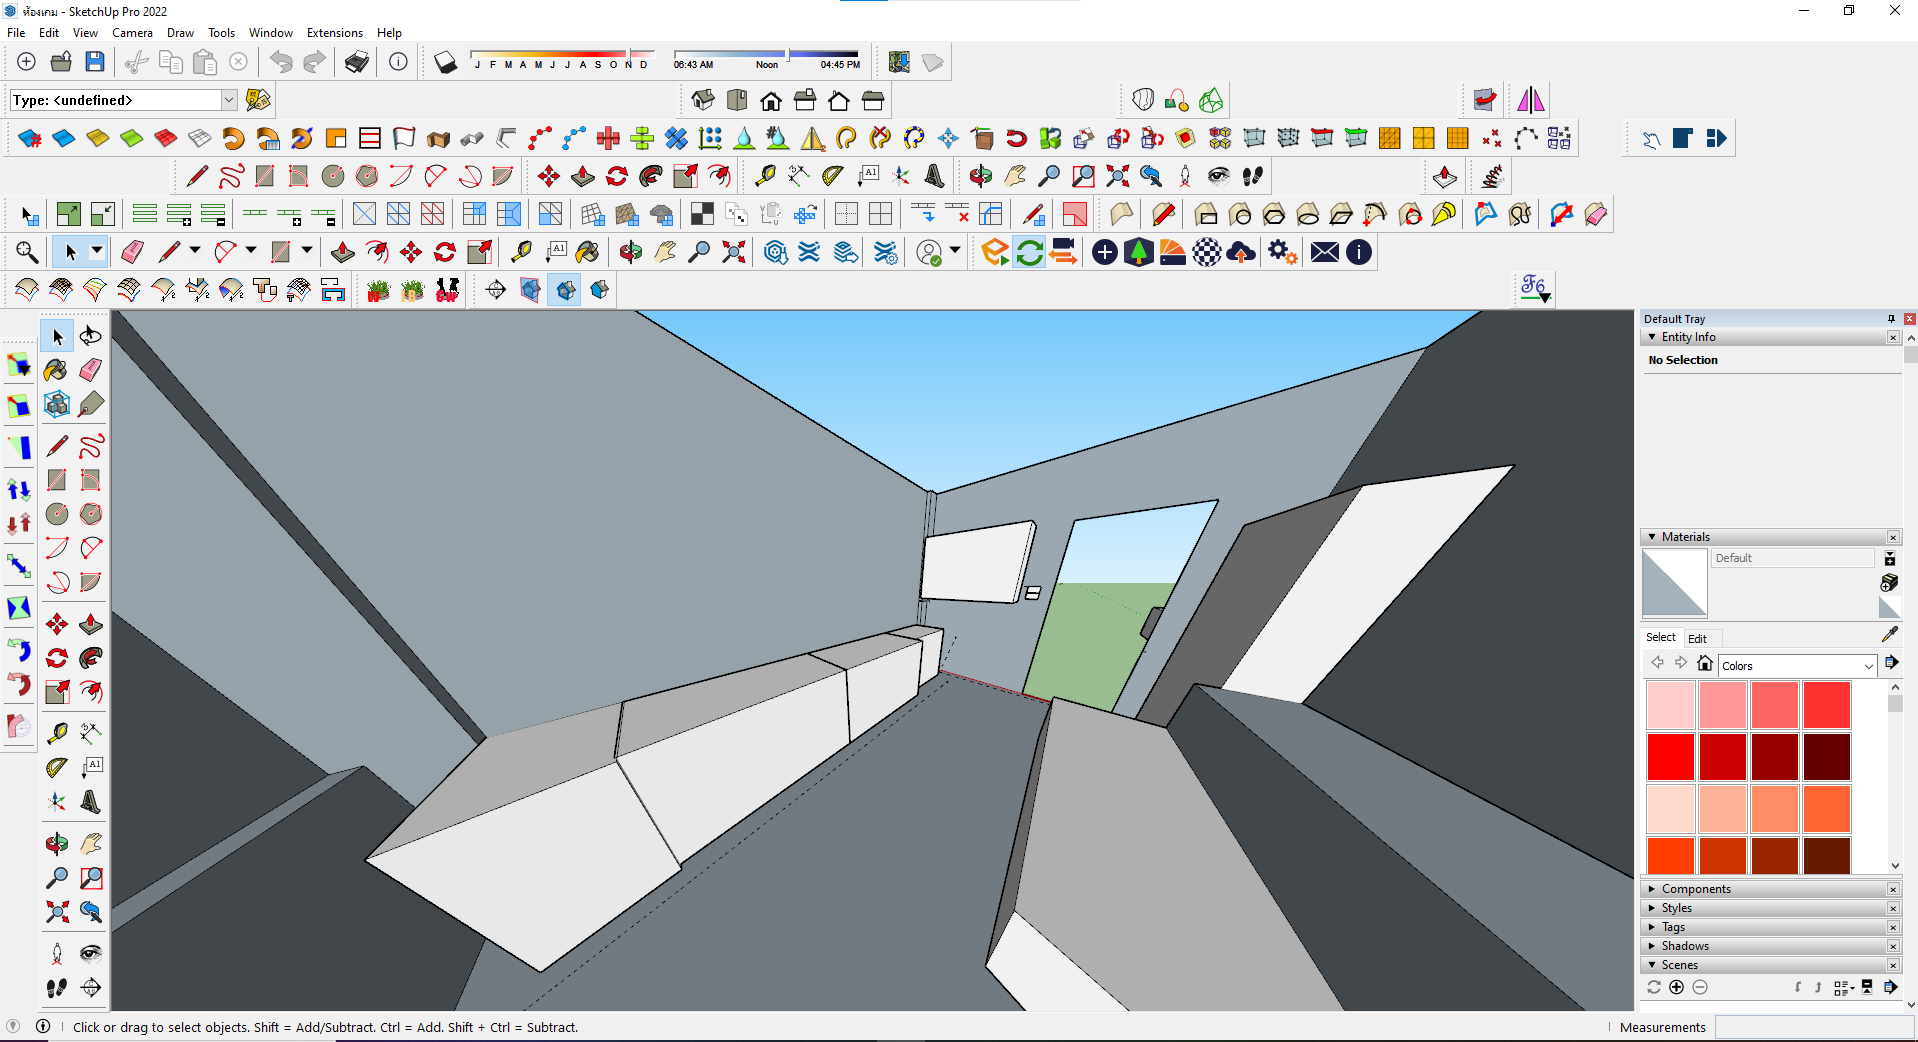 ห้องเกม - SketchUp Pro 2022
File Edit View Camera Draw Tools Window Extensions Help
J F M A M J J A S O N D
06:43 AM Noon 04:45 PM
Type: <undefined>
A1
A1
Default Tray
Entity Info
No Selection
Materials
Default
Select Edit
Colors
A1
Components
Styles
Tags
Shadows
Scenes
Click or drag to select objects. Shift = Add/Subtract. Ctrl = Add. Shift + Ctrl = Subtract.
Measurements